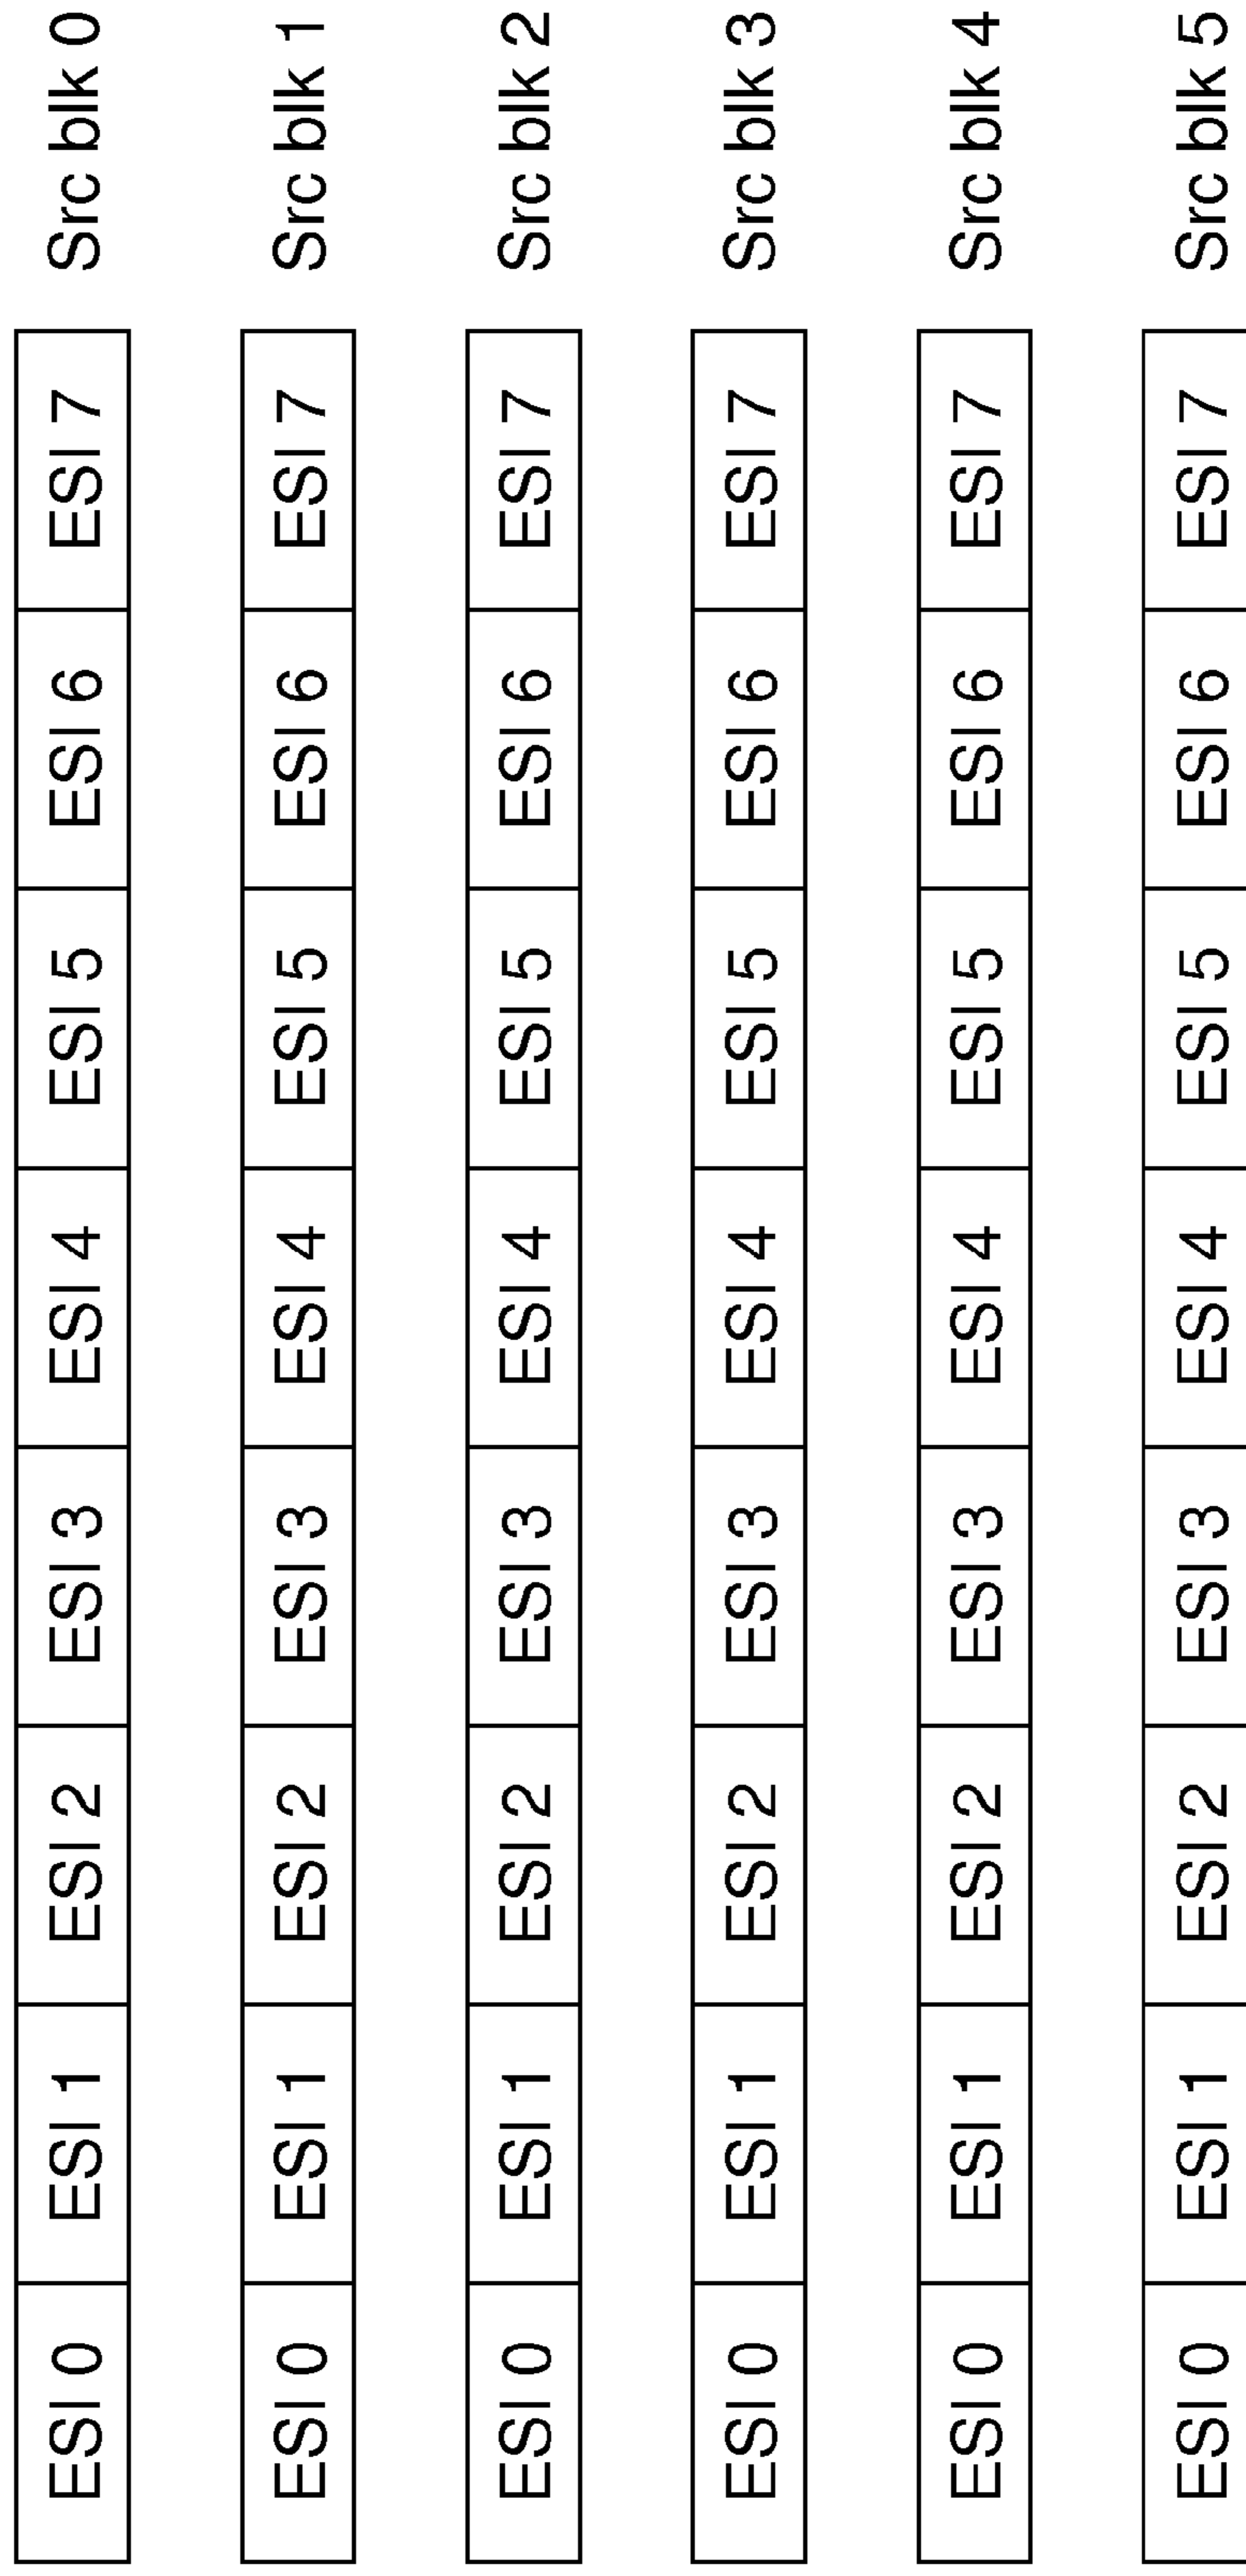 ESI 0 ESI 1 ESI 2 ESI 3 ESI 4 ESI 5 ESI 6 ESI 7 Src blk 0
ESI 0 ESI 1 ESI 2 ESI 3 ESI 4 ESI 5 ESI 6 ESI 7 Src blk 1
ESI 0 ESI 1 ESI 2 ESI 3 ESI 4 ESI 5 ESI 6 ESI 7 Src blk 2
ESI 0 ESI 1 ESI 2 ESI 3 ESI 4 ESI 5 ESI 6 ESI 7 Src blk 3
ESI 0 ESI 1 ESI 2 ESI 3 ESI 4 ESI 5 ESI 6 ESI 7 Src blk 4
ESI 0 ESI 1 ESI 2 ESI 3 ESI 4 ESI 5 ESI 6 ESI 7 Src blk 5